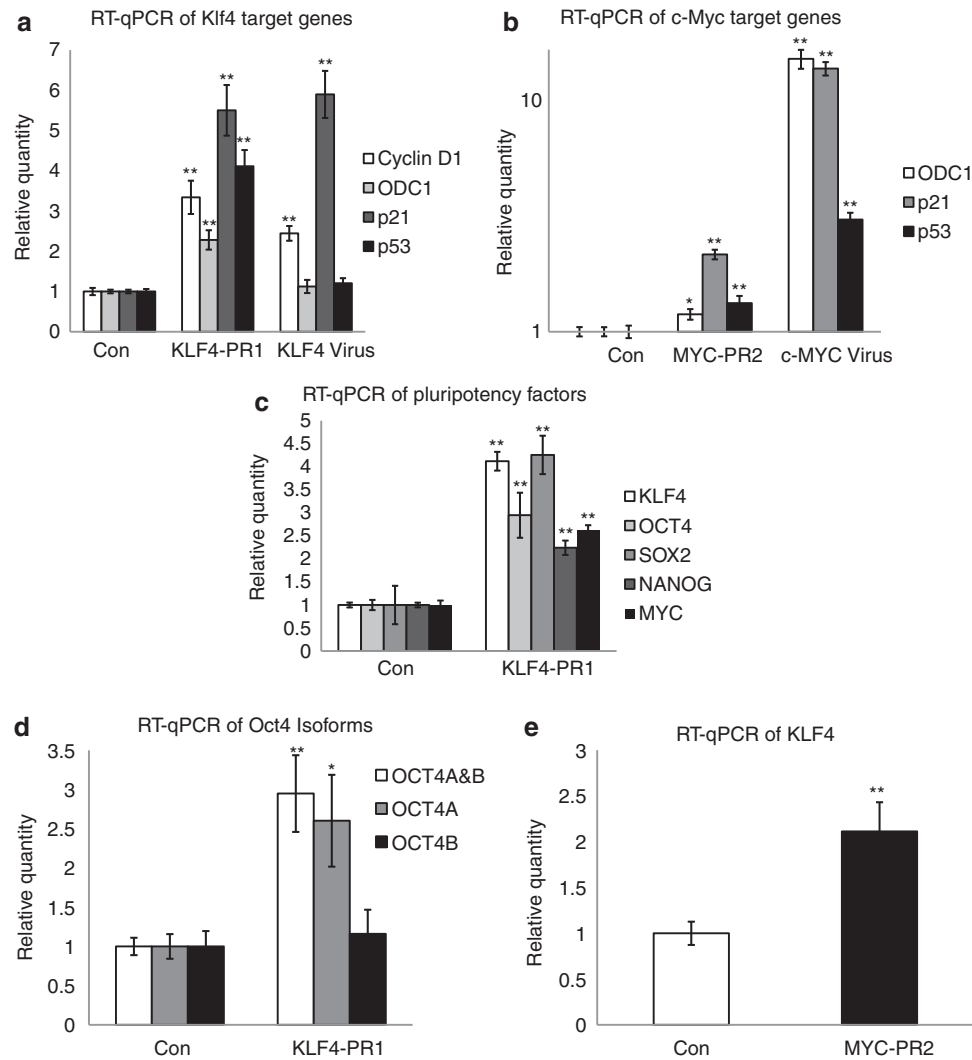 a
RT-qPCR of Klf4 target genes
Relative quantity
7
6
5
4
3
2
1
0
**
**
**
**
**
**
Con
KLF4-PR1
KLF4 Virus
Cyclin D1
ODC1
p21
p53
b
RT-qPCR of c-Myc target genes
Relative quantity
10
1
*
**
**
**
**
**
Con
MYC-PR2
c-MYC Virus
ODC1
p21
p53
c
RT-qPCR of pluripotency factors
Relative quantity
5
4.5
4
3.5
3
2.5
2
1.5
1
0.5
0
**
**
**
**
**
Con
KLF4-PR1
KLF4
OCT4
SOX2
NANOG
MYC
d
RT-qPCR of Oct4 Isoforms
Relative quantity
3.5
3
2.5
2
1.5
1
0.5
0
**
*
Con
KLF4-PR1
OCT4A&B
OCT4A
OCT4B
e
RT-qPCR of KLF4
Relative quantity
3
2.5
2
1.5
1
0.5
0
**
Con
MYC-PR2